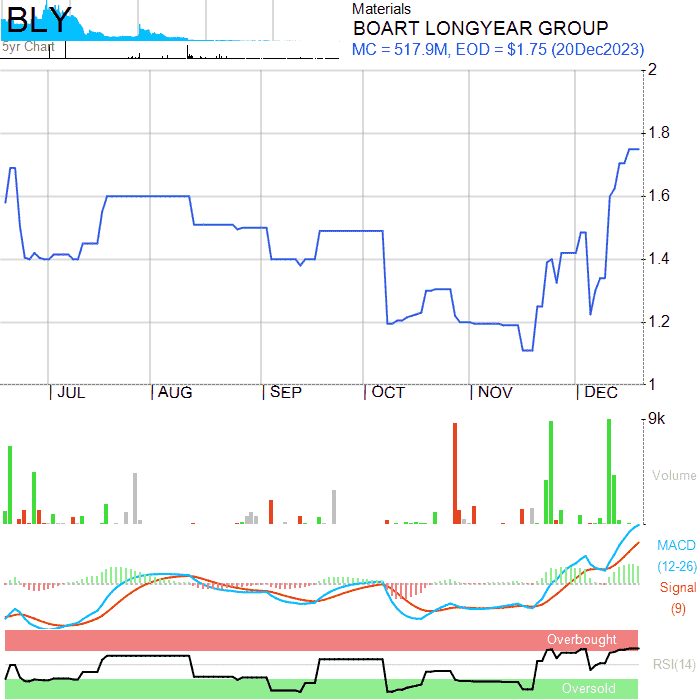 BLY
5yr Chart
Materials
BOART LONGYEAR GROUP
MC = 517.9M, EOD = $1.75 (20Dec2023)
2
1.8
1.6
1.4
1.2
1
JUL AUG SEP OCT NOV DEC
9k
Volume
MACD
(12-26)
Signal
(9)
Overbought
RSI(14)
Oversold